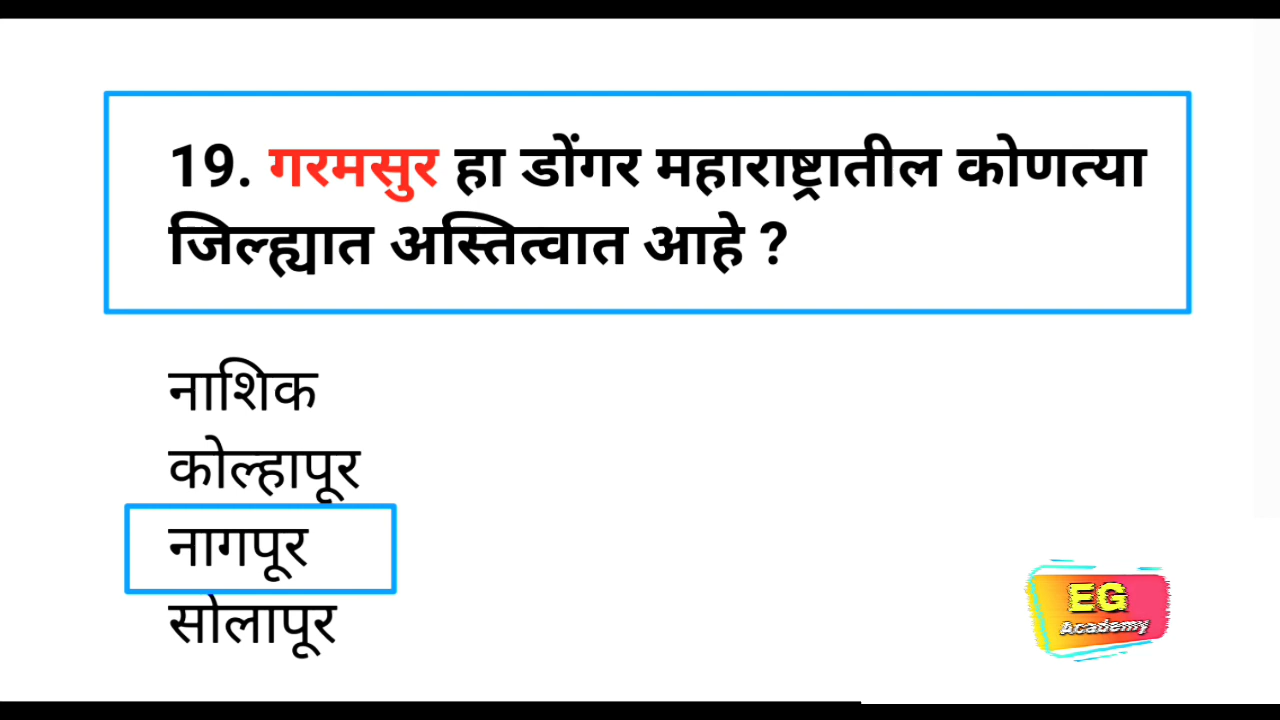 19. गरमसुर हा डोंगर महाराष्ट्रातील कोणत्या
जिल्ह्यात अस्तित्वात आहे ?
नाशिक
कोल्हापूर
नागपूर
सोलापूर
EG
Academy